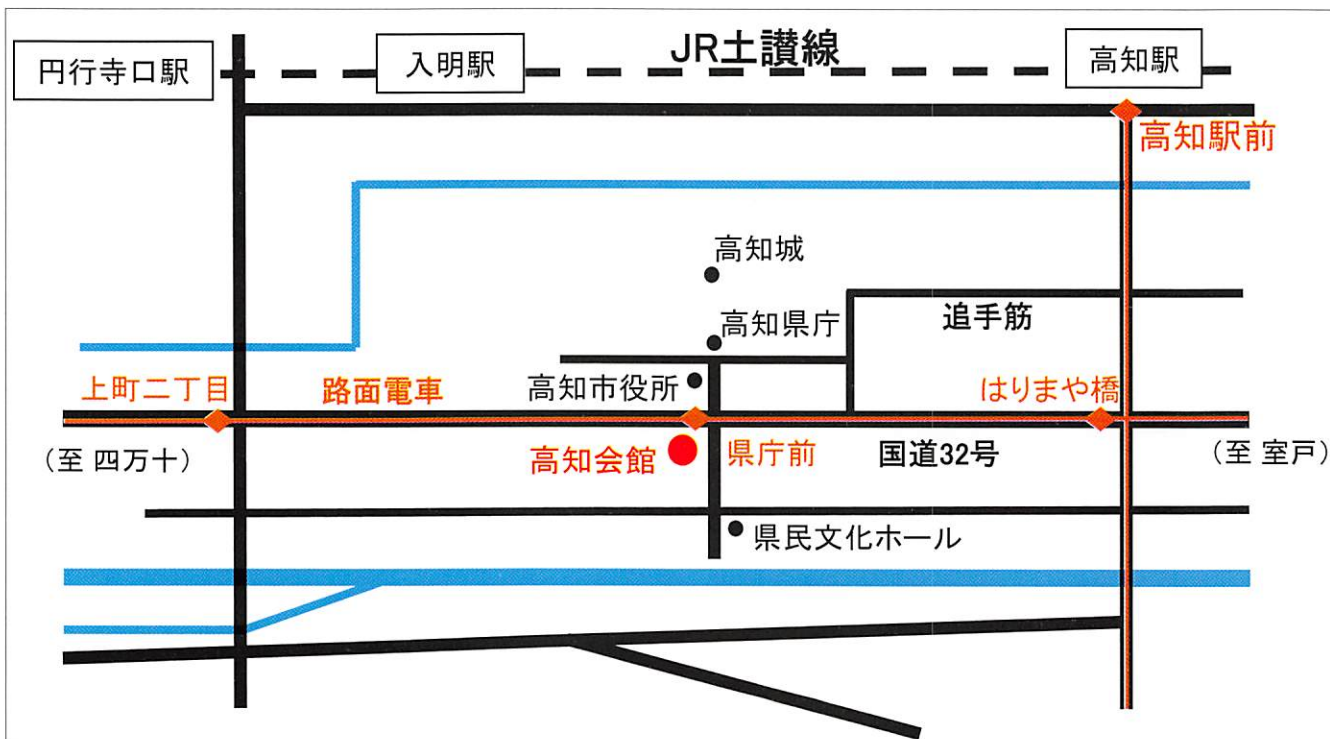 JR土讃線
円行寺口駅
入明駅
高知駅
高知駅前
高知城
高知県庁
追手筋
上町二丁目
路面電車
高知市役所
はりまや橋
(至 四万十)
高知会館
県庁前
国道32号
(至 室戸)
県民文化ホール